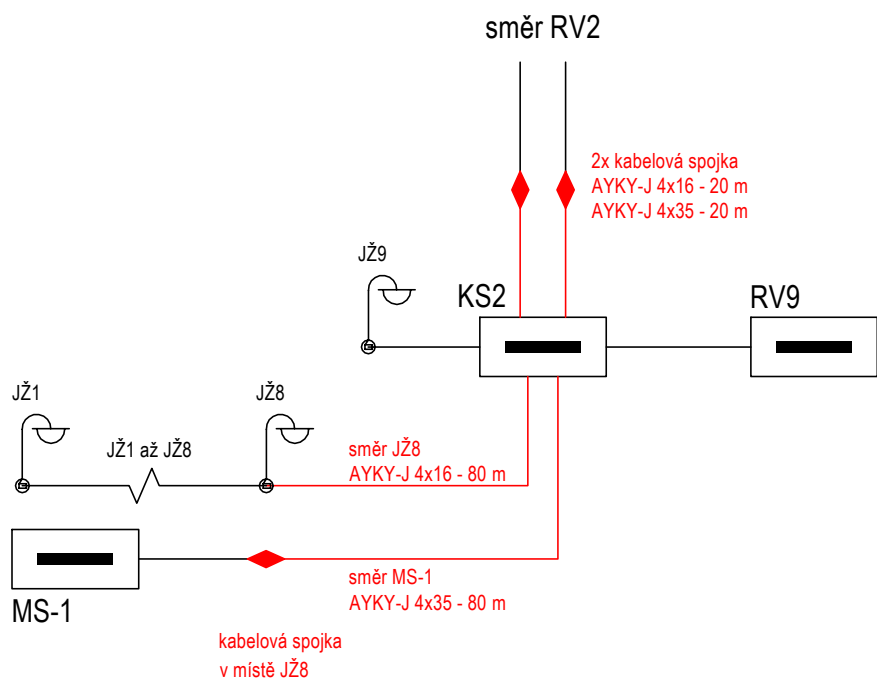 směr RV2
2x kabelová spojka
AYKY-J 4x16 - 20 m
AYKY-J 4x35 - 20 m
JŽ9
KS2
RV9
JŽ1
JŽ8
JŽ1 až JŽ8
směr JŽ8
AYKY-J 4x16 - 80 m
směr MS-1
AYKY-J 4x35 - 80 m
MS-1
kabelová spojka
v místě JŽ8